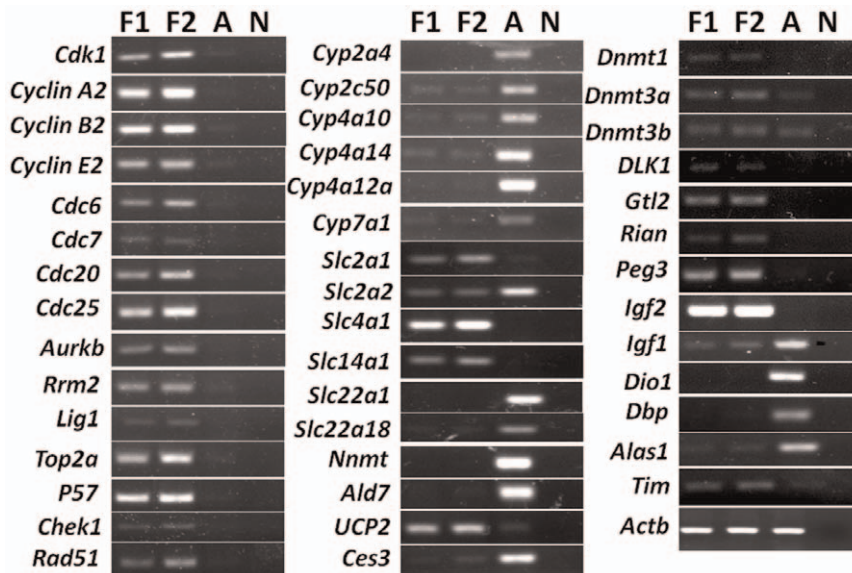 F1 F2 A N
Cdk1
Cyclin A2
Cyclin B2
Cyclin E2
Cdc6
Cdc7
Cdc20
Cdc25
Aurkb
Rrm2
Lig1
Top2a
P57
Chek1
Rad51
F1 F2 A N
Cyp2a4
Cyp2c50
Cyp4a10
Cyp4a14
Cyp4a12a
Cyp7a1
Slc2a1
Slc2a2
Slc4a1
Slc14a1
Slc22a1
Slc22a18
Nnmt
Ald7
UCP2
Ces3
F1 F2 A N
Dnmt1
Dnmt3a
Dnmt3b
DLK1
Gtl2
Rian
Peg3
Igf2
Igf1
Dio1
Dbp
Alas1
Tim
Actb